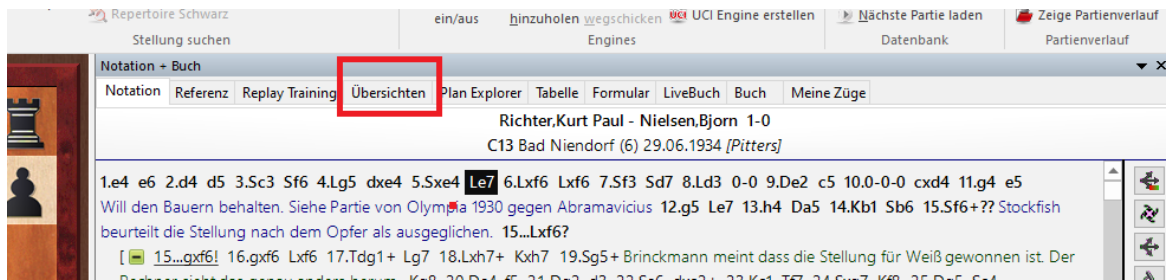 Repertoire Schwarz
ein/aus hinzuholen wegschicken UCI UCI Engine erstellen Nächste Partie laden Zeige Partienverlauf
Stellung suchen Engines Datenbank Partienverlauf
Notation + Buch
Notation Referenz Replay Training Übersichten Plan Explorer Tabelle Formular LiveBuch Buch Meine Züge
Richter,Kurt Paul - Nielsen,Bjorn 1-0
C13 Bad Niendorf (6) 29.06.1934 [Pitters]
1.e4 e6 2.d4 d5 3.Sc3 Sf6 4.Lg5 dxe4 5.Sxe4 Le7 6.Lxf6 Lxf6 7.Sf3 Sd7 8.Ld3 0-0 9.De2 c5 10.0-0-0 cxd4 11.g4 e5
Will den Bauern behalten. Siehe Partie von Olympia 1930 gegen Abramavicius 12.g5 Le7 13.h4 Da5 14.Kb1 Sb6 15.Sf6+?? Stockfish
beurteilt die Stellung nach dem Opfer als ausgeglichen. 15...Lxf6?
[ 15...gxf6! 16.gxf6 Lxf6 17.Tdg1+ Lg7 18.Lxh7+ Kxh7 19.Sg5+ Brinckmann meint dass die Stellung für Weiß gewonnen ist. Der